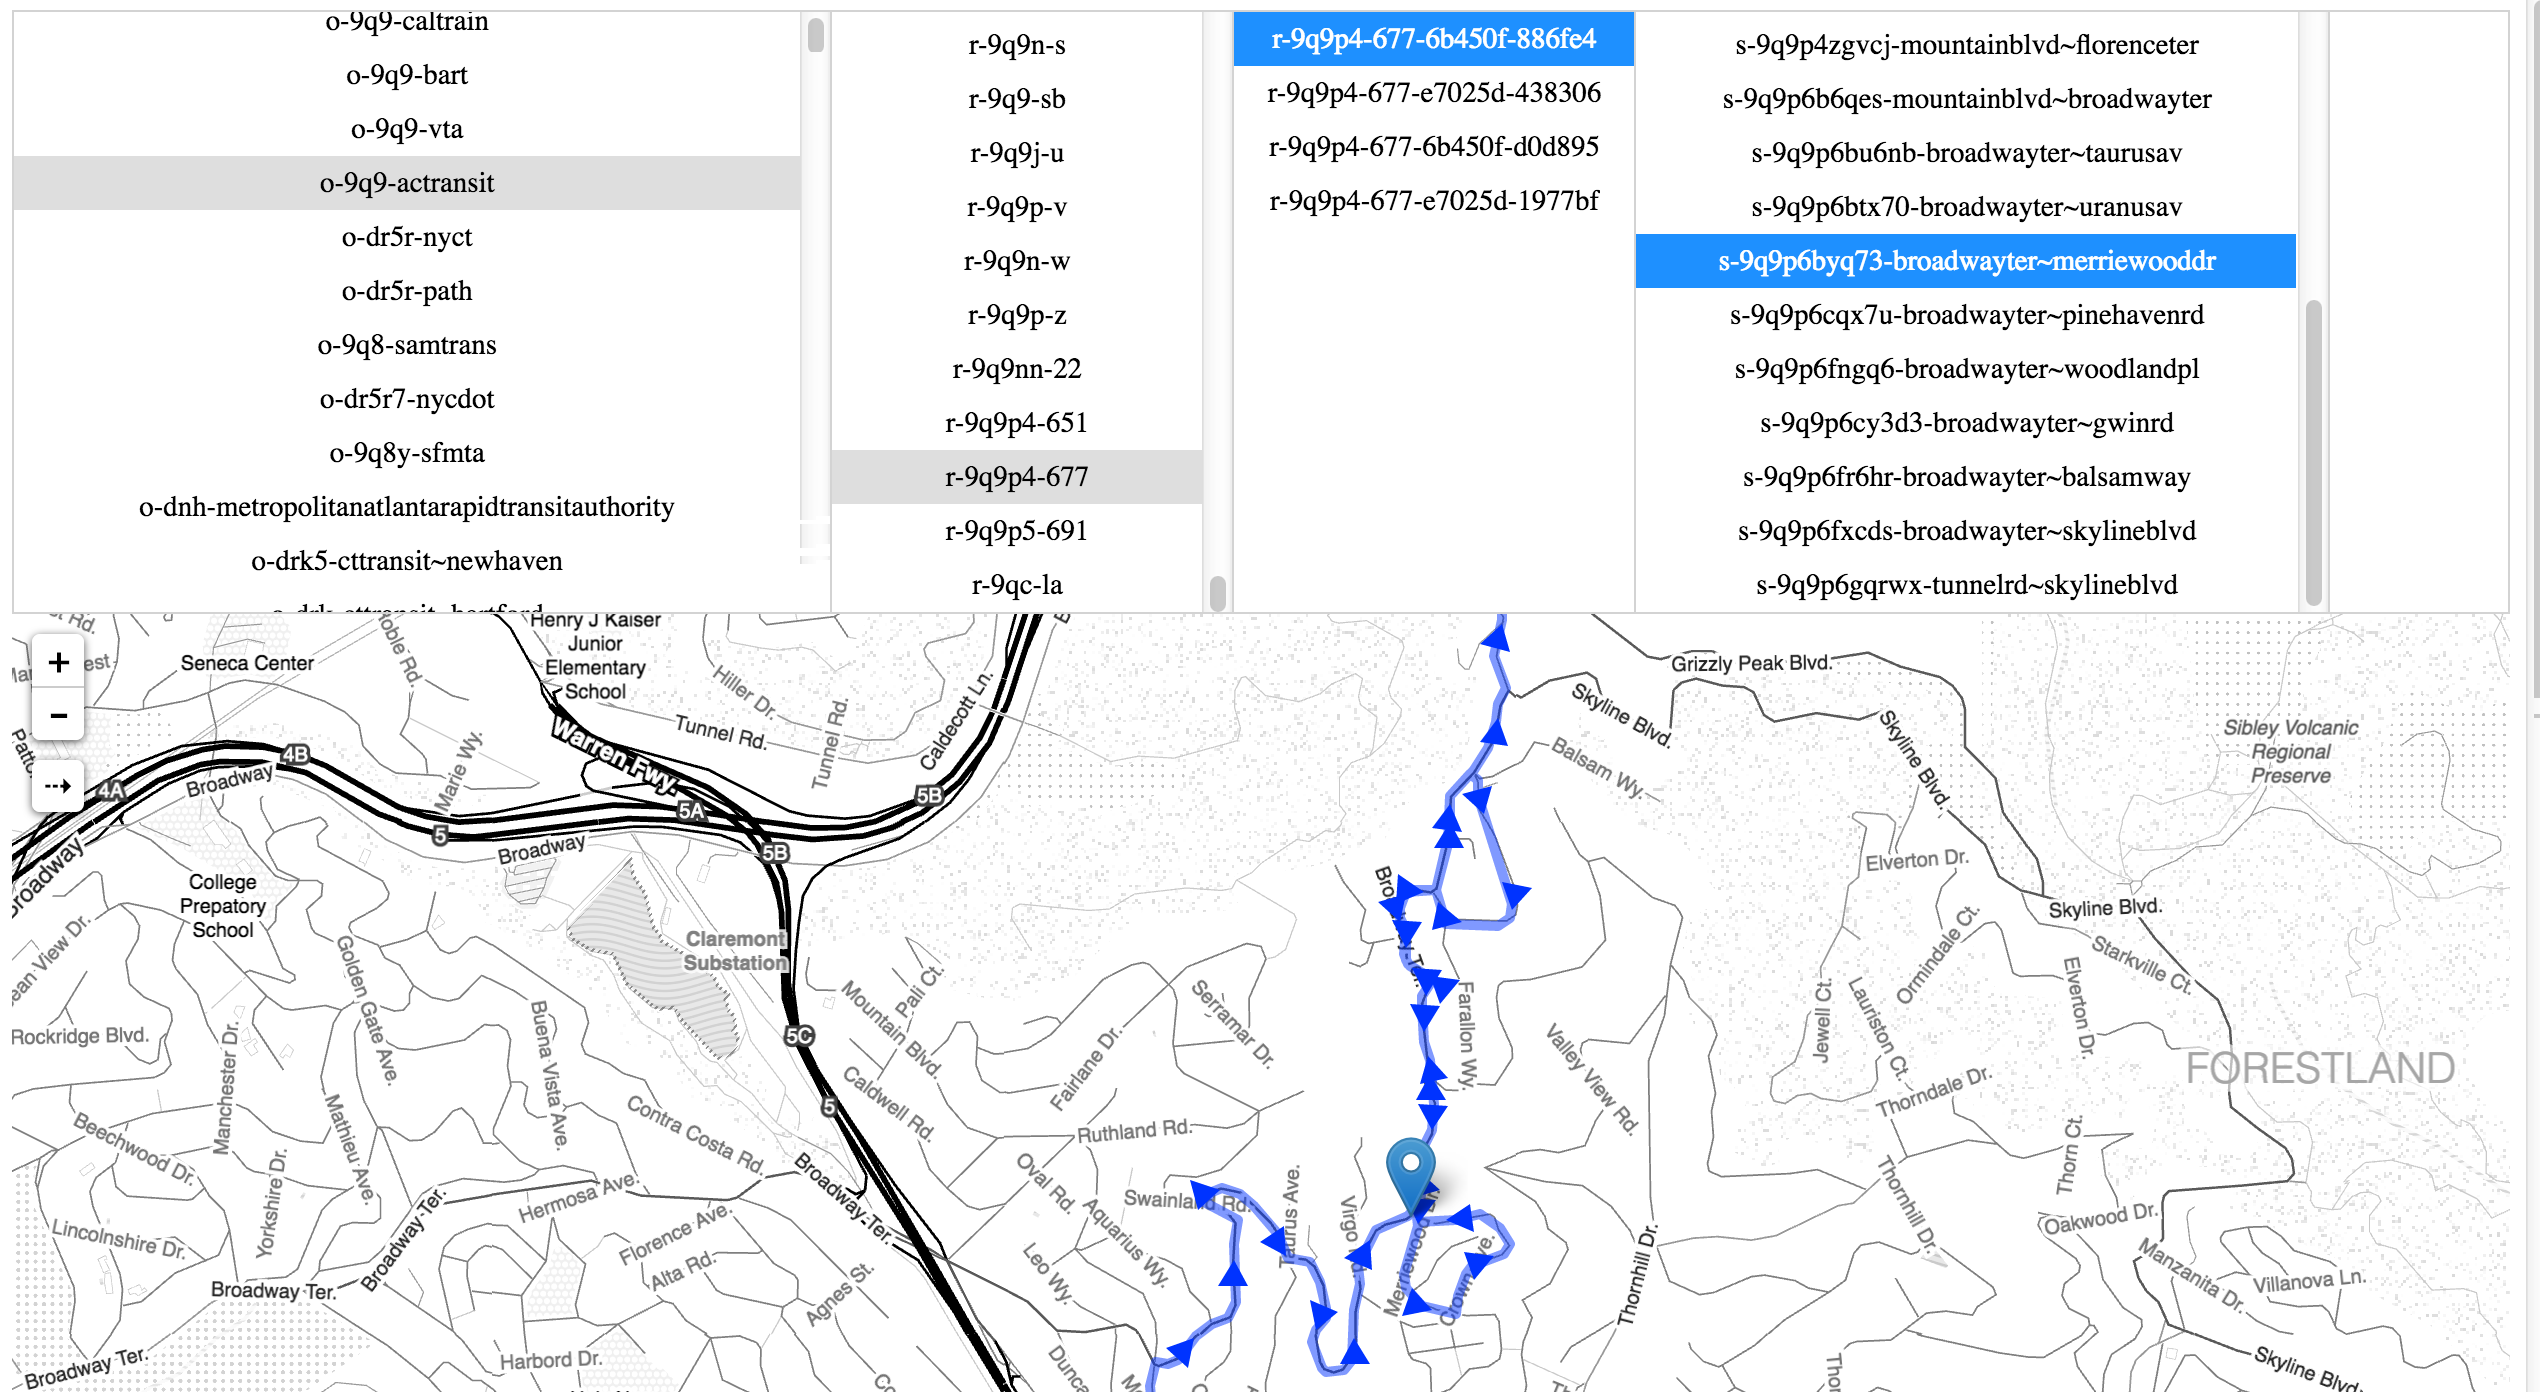 o-9q9-caltrain
o-9q9-bart
o-9q9-vta
o-9q9-actransit
o-dr5r-nyct
o-dr5r-path
o-9q8-samtrans
o-dr5r7-nycdot
o-9q8y-sfmta
o-dnh-metropolitanatlantarapidtransitauthority
o-drk5-cttransit~newhaven
r-9q9n-s
r-9q9-sb
r-9q9j-u
r-9q9p-v
r-9q9n-w
r-9q9p-z
r-9q9nn-22
r-9q9p4-651
r-9q9p4-677
r-9q9p5-691
r-9qc-la
r-9q9p4-677-6b450f-886fe4
r-9q9p4-677-e7025d-438306
r-9q9p4-677-6b450f-d0d895
r-9q9p4-677-e7025d-1977bf
s-9q9p4zgvcj-mountainblvd~florenceter
s-9q9p6b6qes-mountainblvd~broadwayter
s-9q9p6bu6nb-broadwayter~taurusav
s-9q9p6btx70-broadwayter~uranusav
s-9q9p6byq73-broadwayter~merriewooddr
s-9q9p6cqx7u-broadwayter~pinehavenrd
s-9q9p6fngq6-broadwayter~woodlandpl
s-9q9p6cy3d3-broadwayter~gwinrd
s-9q9p6fr6hr-broadwayter~balsamway
s-9q9p6fxcds-broadwayter~skylineblvd
s-9q9p6gqrwx-tunnelrd~skylineblvd
+
−
Seneca Center
Henry J Kaiser
Junior
Elementary
School
Hiller Dr.
Tunnel Rd.
Tunnel Rd.
Caldecott Ln.
Warren Fwy.
Grizzly Peak Blvd.
Skyline Blvd.
Skyline Blvd.
Balsam Wy.
Sibley Volcanic
Regional
Preserve
4A
4B
Broadway
Marie Wy.
5
5A
5B
5B
Broadway
Broadway
College
Preparatory
School
Claremont
Substation
Elverton Dr.
Skyline Blvd.
Starkville Ct.
Ormindale Ct.
Elverton Dr.
Golden Gate Ave.
Rockridge Blvd.
Manchester Dr.
Buena Vista Ave.
5C
Mountain Blvd.
Pali Ct.
Caldwell Rd.
Fairlane Dr.
Serramar Dr.
Farallon Wy.
Valley View Rd.
Jewell Ct.
Lauriston Ct.
Thorndale Dr.
FORESTLAND
5
Beechwood Dr.
Mathieu Ave.
Yorkshire Dr.
Contra Costa Rd.
Ruthland Rd.
Oval Rd.
Aquarius Wy.
Swainland Rd.
Taurus Ave.
Virgo Rd.
Merriewood Dr.
Crown Ave.
Thornhill Dr.
Thornhill Dr.
Thorn Ct.
Oakwood Dr.
Manzanita Dr.
Villanova Ln.
Lincolnshire Dr.
Broadway Ter.
Broadway Ter.
Hermosa Ave.
Florence Ave.
Alta Rd.
Agnes St.
Broadway Ter.
Leo Wy.
Broadway Ter.
Harbord Dr.
Skyline Blvd.